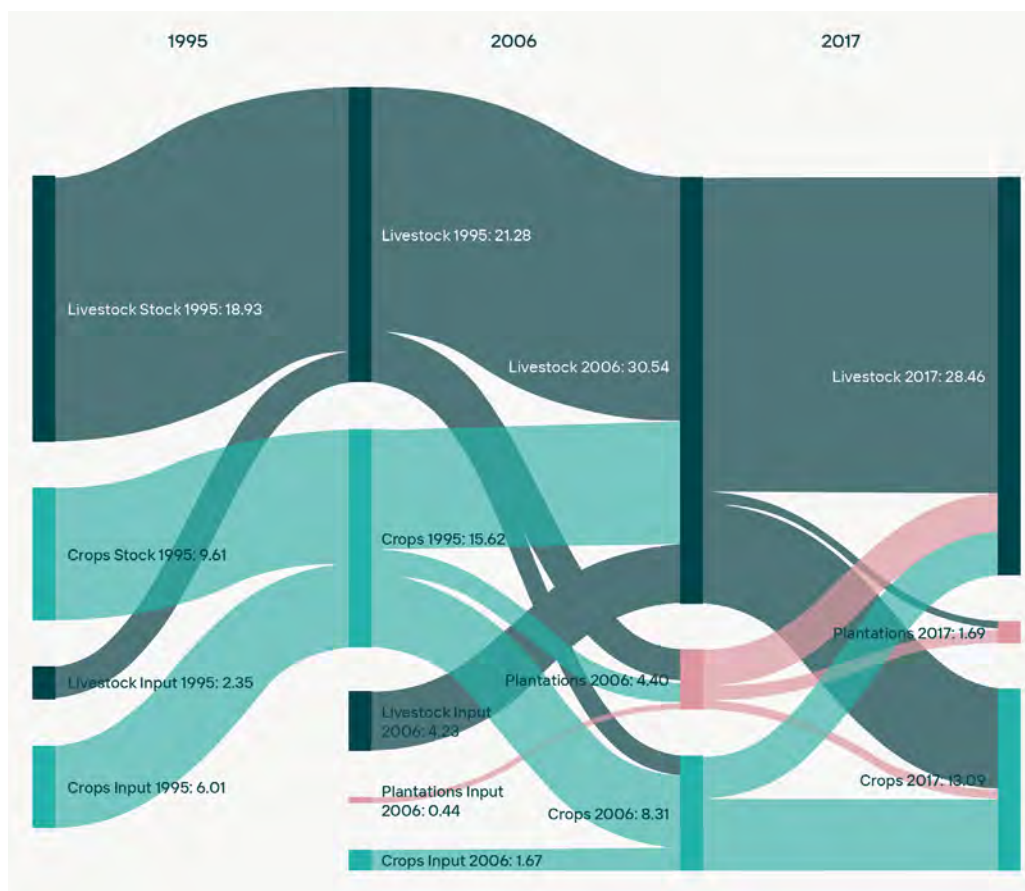 1995
2006
2017
Livestock 1995: 21.28
Livestock Stock 1995: 18.93
Livestock 2006: 30.54
Livestock 2017: 28.46
Crops 1995: 15.62
Crops Stock 1995: 9.61
Plantations 2017: 1.69
Livestock Input 1995: 2.35
Plantations 2006: 4.40
Livestock Input
2006: 4.23
Crops Input 1995: 6.01
Crops 2017: 13.09
Plantations Input
2006: 0.44
Crops 2006: 8.31
Crops Input 2006: 1.67